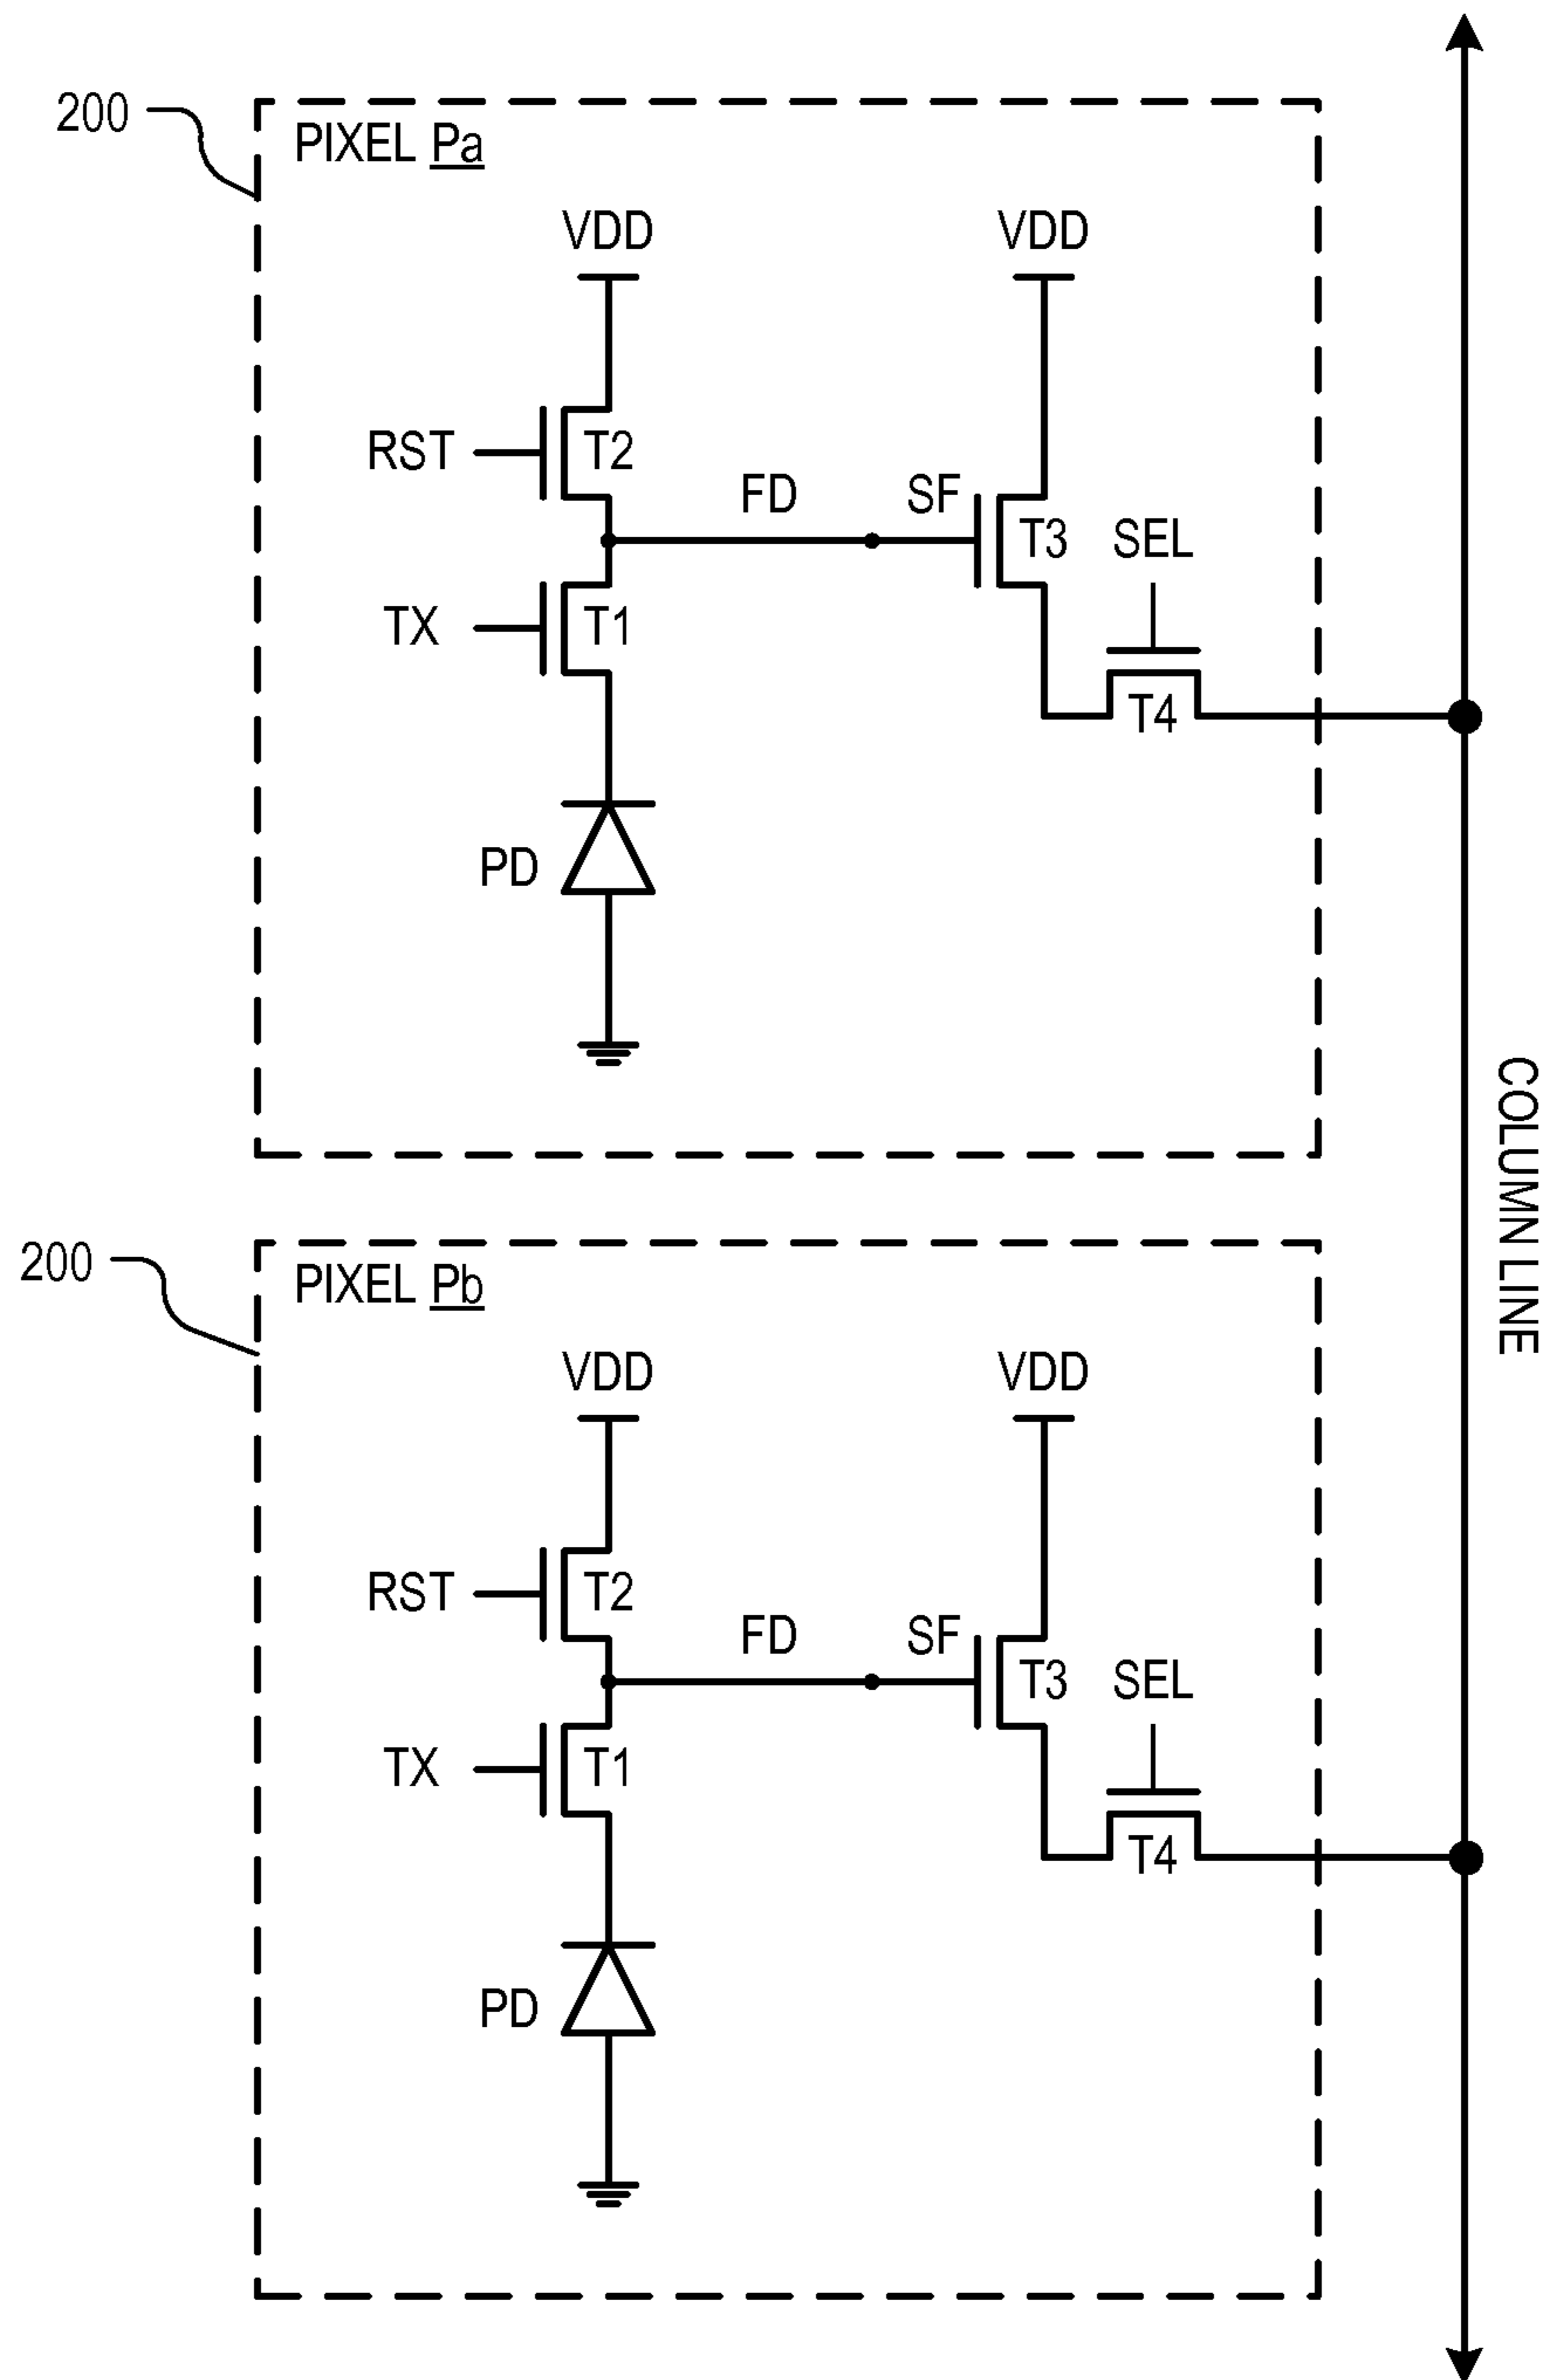 200
PIXEL Pa
VDD
VDD
RST
T2
FD
SF
T3
SEL
TX
T1
T4
PD
COLUMN LINE
200
PIXEL Pb
VDD
VDD
RST
T2
FD
SF
T3
SEL
TX
T1
T4
PD